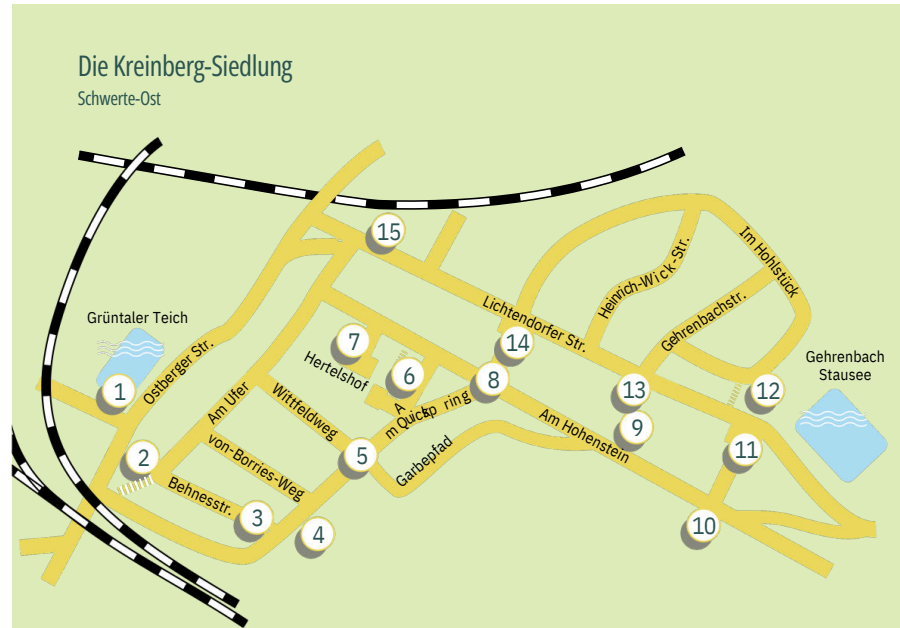 Die Kreinberg-Siedlung
Schwerte-Ost
15
Im Hohlstück
Heinrich-Wick-Str.
Lichtendorfer Str.
Gehrenbachstr.
Grüntaler Teich
Ostberger Str.
14
7
Hertelshof
6
8
Gehrenbach
Stausee
1
Am Ufer
Wittfeldweg
Am Quickspring
13
12
Am Hohenstein
9
2
von-Borries-Weg
5
Garbepfad
11
Behnesstr.
3
4
10